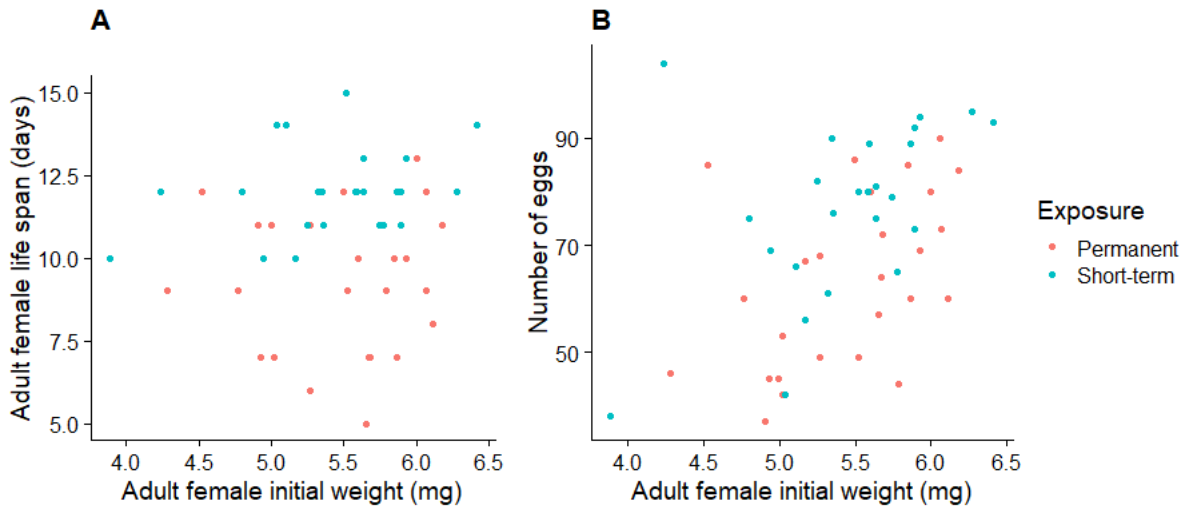 A
Adult female life span (days)
15.0
12.5
10.0
7.5
5.0
4.0 4.5 5.0 5.5 6.0 6.5
Adult female initial weight (mg)
B
Number of eggs
90
70
50
4.0 4.5 5.0 5.5 6.0 6.5
Adult female initial weight (mg)
Exposure
Permanent
Short-term